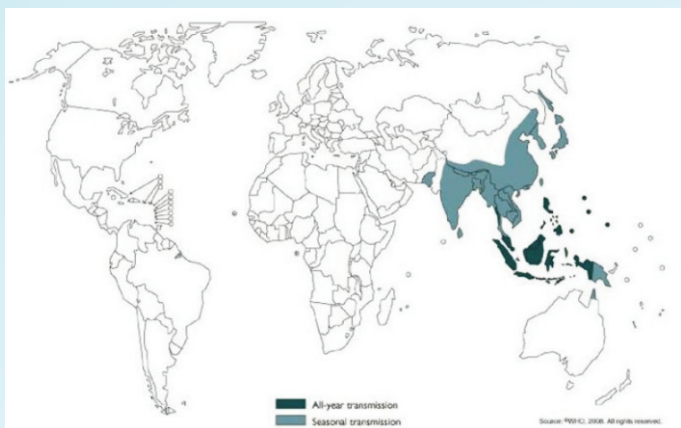 All-year transmission
Seasonal transmission
Source: ©WHO, 2008. All rights reserved.